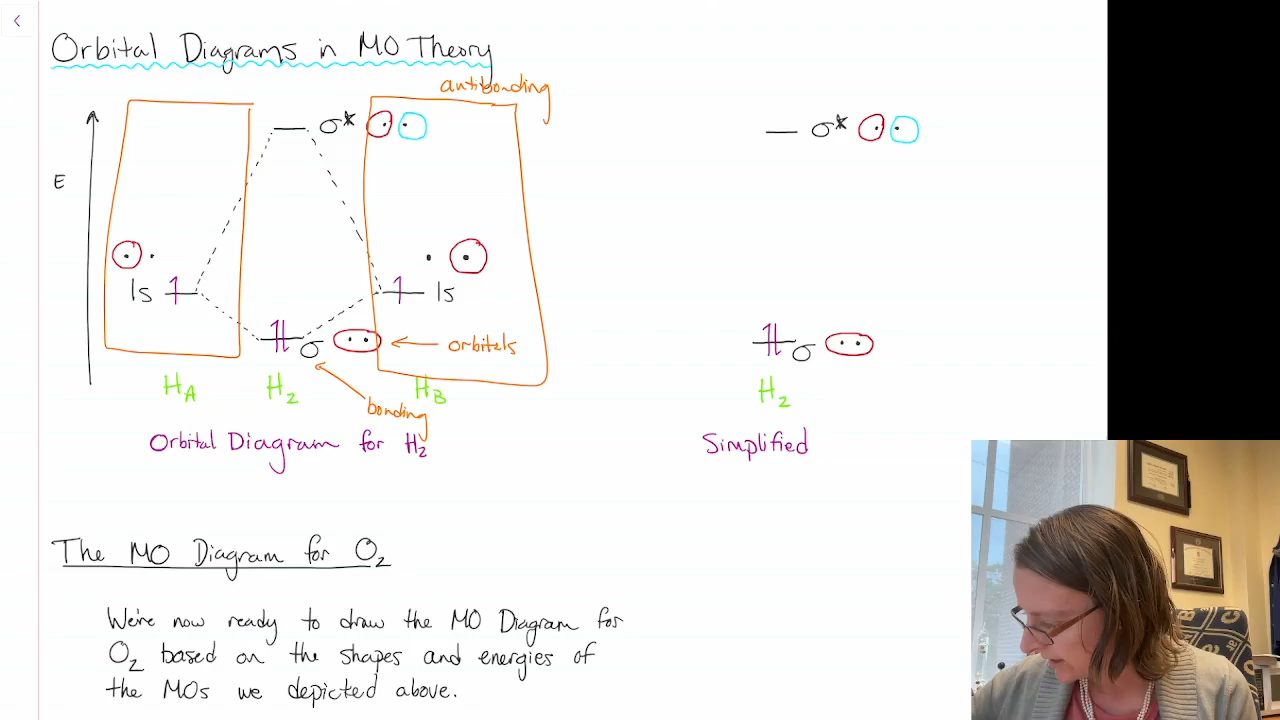 Orbital Diagrams in MO Theory
antibonding
σ*
σ*
E
1s
1s
σ
orbitals
σ
H_A
H₂
H_B
H₂
bonding
Orbital Diagram for H₂
Simplified
The MO Diagram for O₂
We're now ready to draw the MO Diagram for
O₂ based on the shapes and energies of
the MOs we depicted above.